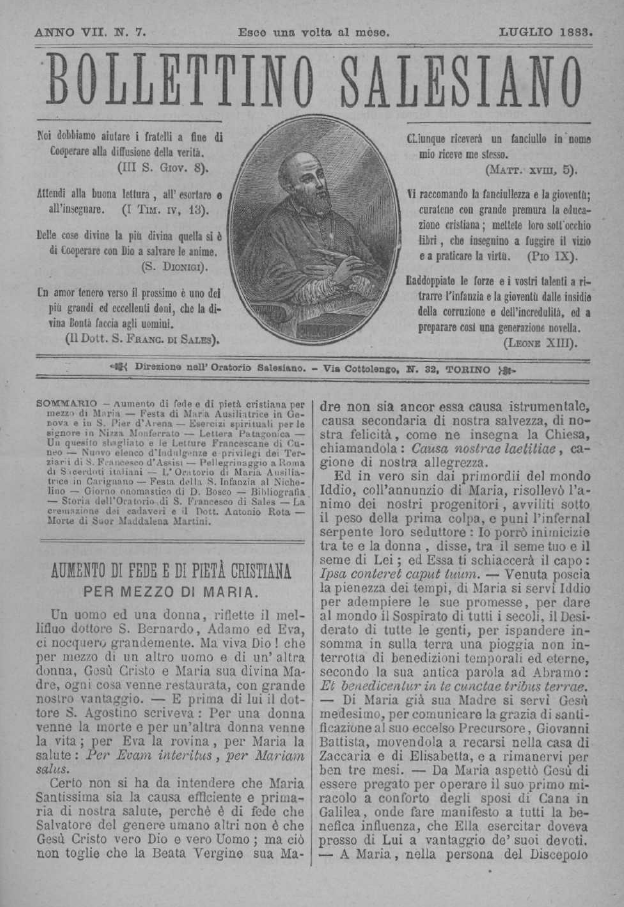 ANNO VII. N. 7.
Esce una volta al mese.
LUGLIO 1883.
BOLLETTINO SALESIANO
Noi dobbiamo aiutare i fratelli a fine di
Cooperare alla diffusione della verità.
(III S. GIOV. 8).
Attendi alla buona lettura, all' esortare e
all'insegnare. (I TIM. IV, 13).
Delle cose divine la più divina quella si è
di Cooperare con Dio a salvare le anime.
(S. DIONIGI).
Un amor tenero verso il prossimo è uno dei
più grandi ed eccellenti doni, che la di-
vina Bontà faccia agli uomini.
(Il Dott. S. FRANC. DI SALES).
Chiunque riceverà un fanciullo in nome
mio riceve me stesso.
(MATT. XVIII, 5).
Vi raccomando la fanciullezza e la gioventù;
curatene con grande premura la educa-
zione cristiana; mettete loro sott'occhio
libri, che insegnino a fuggire il vizio
e a praticare la virtù. (PIO IX).
Raddoppiate le forze e i vostri talenti a ri-
trarre l'infanzia e la gioventù dalle insidie
della corruzione e dell'incredulità, ed a
preparare così una generazione novella.
(LEONE XIII).
Direzione nell' Oratorio Salesiano. - Via Cottolengo, N. 32, TORINO
SOMMARIO — Aumento di fede e di pietà cristiana per
mezzo di Maria — Festa di Maria Ausiliatrice in Ge-
nova e in S. Pier d'Arena — Esercizi spirituali per le
signore in Nizza Monferrato — Lettera Patagonica —
Un quesito sbagliato e le Letture Francescane di Cu-
neo — Nuovo elenco d'Indulgenze e privilegi dei Ter-
ziarii di S. Francesco d'Assisi — Pellegrinaggio a Roma
di Sacerdoti italiani — L'Oratorio di Maria Ausilia-
trice in Carignano — Festa della S. Infanzia al Niche-
lino — Giorno onomastico di D. Bosco — Bibliografia
— Storia dell'Oratorio di S. Francesco di Sales — La
cremazione dei cadaveri e il Dott. Antonio Rota —
Morte di Suor Maddalena Martini.
AUMENTO DI FEDE E DI PIETÀ CRISTIANA
PER MEZZO DI MARIA.
Un uomo ed una donna, riflette il mel-
lifluo dottore S. Bernardo, Adamo ed Eva,
ci nocquero grandemente. Ma viva Dio! che
per mezzo di un altro uomo e di un' altra
donna, Gesù Cristo e Maria sua divina Ma-
dre, ogni cosa venne restaurata, con grande
nostro vantaggio. — E prima di lui il dot-
tore S. Agostino scriveva: Per una donna
venne la morte e per un'altra donna venne
la vita; per Eva la rovina, per Maria la
salute: Per Evam interitus, per Mariam
salus.
Certo non si ha da intendere che Maria
Santissima sia la causa efficiente e prima-
ria di nostra salute, perchè è di fede che
Salvatore del genere umano altri non è che
Gesù Cristo vero Dio e vero Uomo; ma ciò
non toglie che la Beata Vergine sua Ma-
dre non sia ancor essa causa istrumentale,
causa secondaria di nostra salvezza, di no-
stra felicità, come ne insegna la Chiesa,
chiamandola: Causa nostrae laetitiae, ca-
gione di nostra allegrezza.
Ed in vero sin dai primordii del mondo
Iddio, coll'annunzio di Maria, risollevò l'a-
nimo dei nostri progenitori, avviliti sotto
il peso della prima colpa, e punì l'infernal
serpente loro seduttore: Io porrò inimicizie
tra te e la donna, disse, tra il seme tuo e il
seme di Lei; ed Essa ti schiaccerà il capo:
Ipsa conteret caput tuum. — Venuta poscia
la pienezza dei tempi, di Maria si servì Iddio
per adempiere le sue promesse, per dare
al mondo il Sospirato di tutti i secoli, il Desi-
derato di tutte le genti, per ispandere in-
somma in sulla terra una pioggia non in-
terrotta di benedizioni temporali ed eterne,
secondo la sua antica parola ad Abramo:
Et benedicentur in te cunctae tribus terrae.
— Di Maria già sua Madre si servì Gesù
medesimo, per comunicare la grazia di santi-
ficazione al suo eccelso Precursore, Giovanni
Battista, movendola a recarsi nella casa di
Zaccaria e di Elisabetta, e a rimanervi per
ben tre mesi. — Da Maria aspettò Gesù di
essere pregato per operare il suo primo mi-
racolo a conforto degli sposi di Cana in
Galilea, onde fare manifesto a tutti la be-
nefica influenza, che Ella esercitar doveva
presso di Lui a vantaggio de' suoi devoti.
— A Maria, nella persona del Discepolo